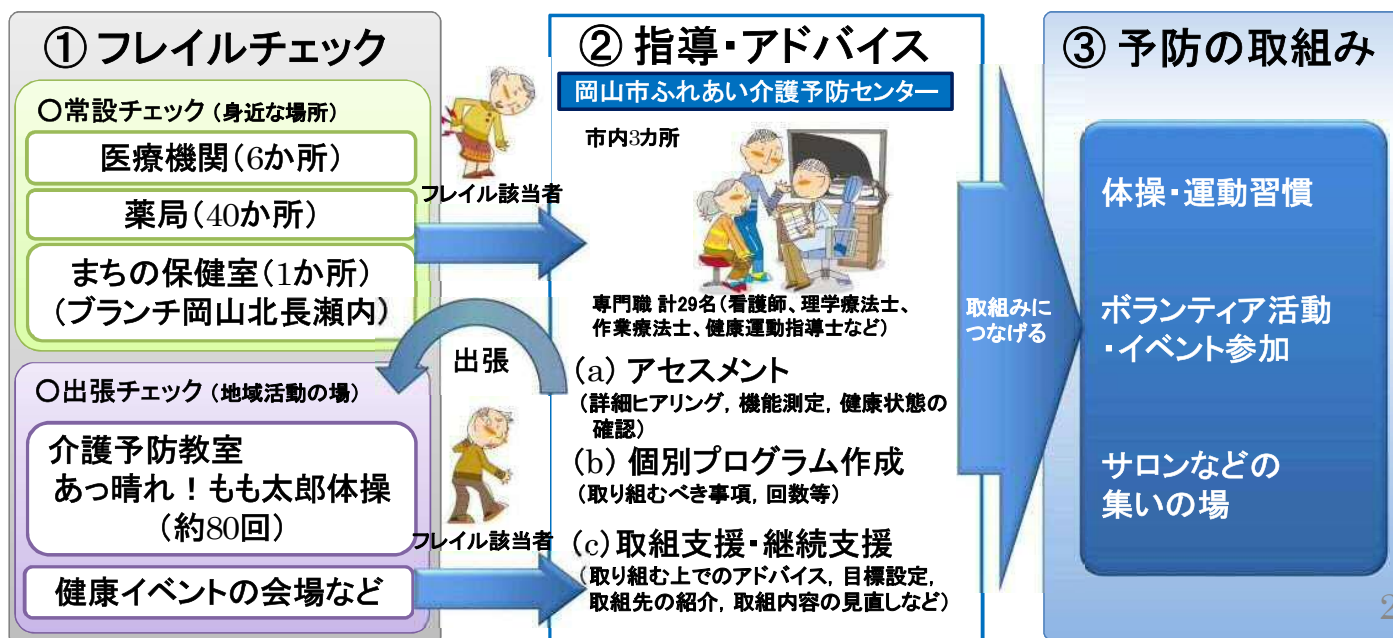 ① フレイルチェック
○常設チェック (身近な場所)
医療機関(6か所)
薬局(40か所)
まちの保健室(1か所)
(ブランチ岡山北長瀬内)
○出張チェック (地域活動の場)
介護予防教室
あっ晴れ!もも太郎体操
(約80回)
健康イベントの会場など
フレイル該当者
出張
フレイル該当者
② 指導・アドバイス
岡山市ふれあい介護予防センター
市内3カ所
専門職 計29名(看護師、理学療法士、
作業療法士、健康運動指導士など)
(a) アセスメント
(詳細ヒアリング, 機能測定, 健康状態の
確認)
(b) 個別プログラム作成
(取り組むべき事項, 回数等)
(c) 取組支援・継続支援
(取り組む上でのアドバイス, 目標設定,
取組先の紹介, 取組内容の見直しなど)
取組みに
つなげる
③ 予防の取組み
体操・運動習慣
ボランティア活動
・イベント参加
サロンなどの
集いの場
2